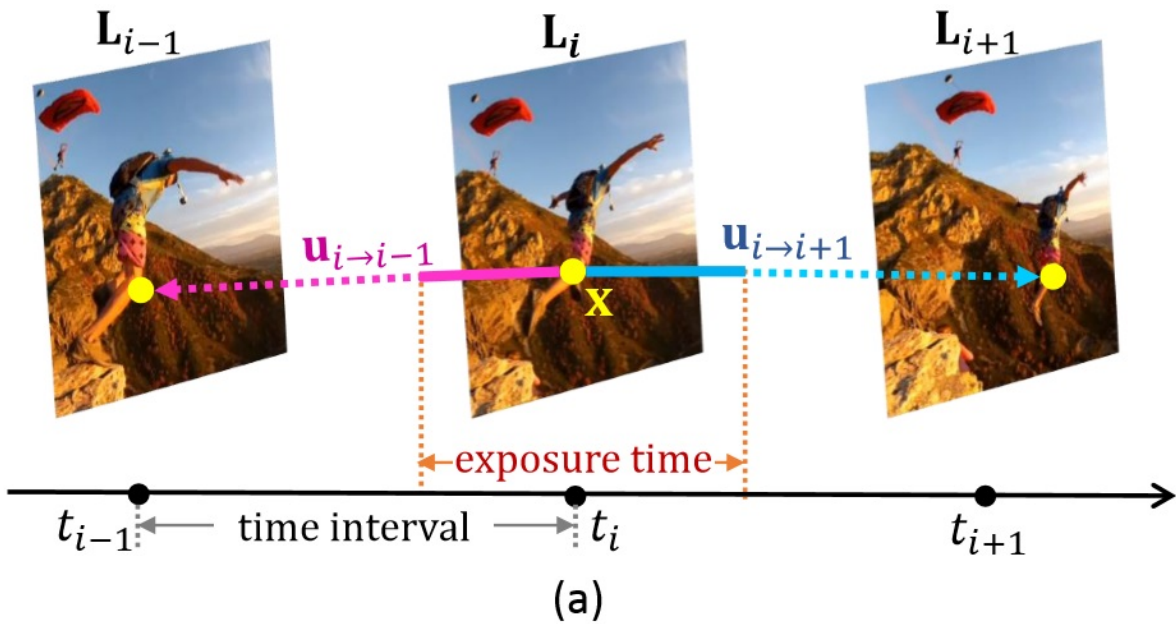 L_{i−1} L_i L_{i+1}
u_{i→i−1} u_{i→i+1}
x
exposure time
t_{i−1} time interval t_i t_{i+1}
(a)